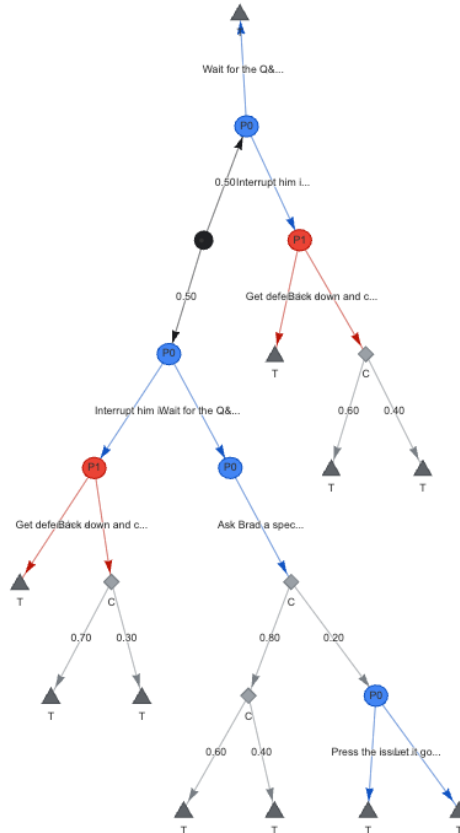 Wait for the Q&...
P0
0.50
Interrupt him i...
P1
0.50
Get defe
Back down and c...
P0
T
C
Interrupt him i
Wait for the Q&...
0.60
0.40
P1
P0
T
T
Get defe
Back down and c...
Ask Brad a spec...
T
C
C
0.70
0.30
0.80
0.20
T
T
C
P0
0.60
0.40
Press the issu
Let it go...
T
T
T
T